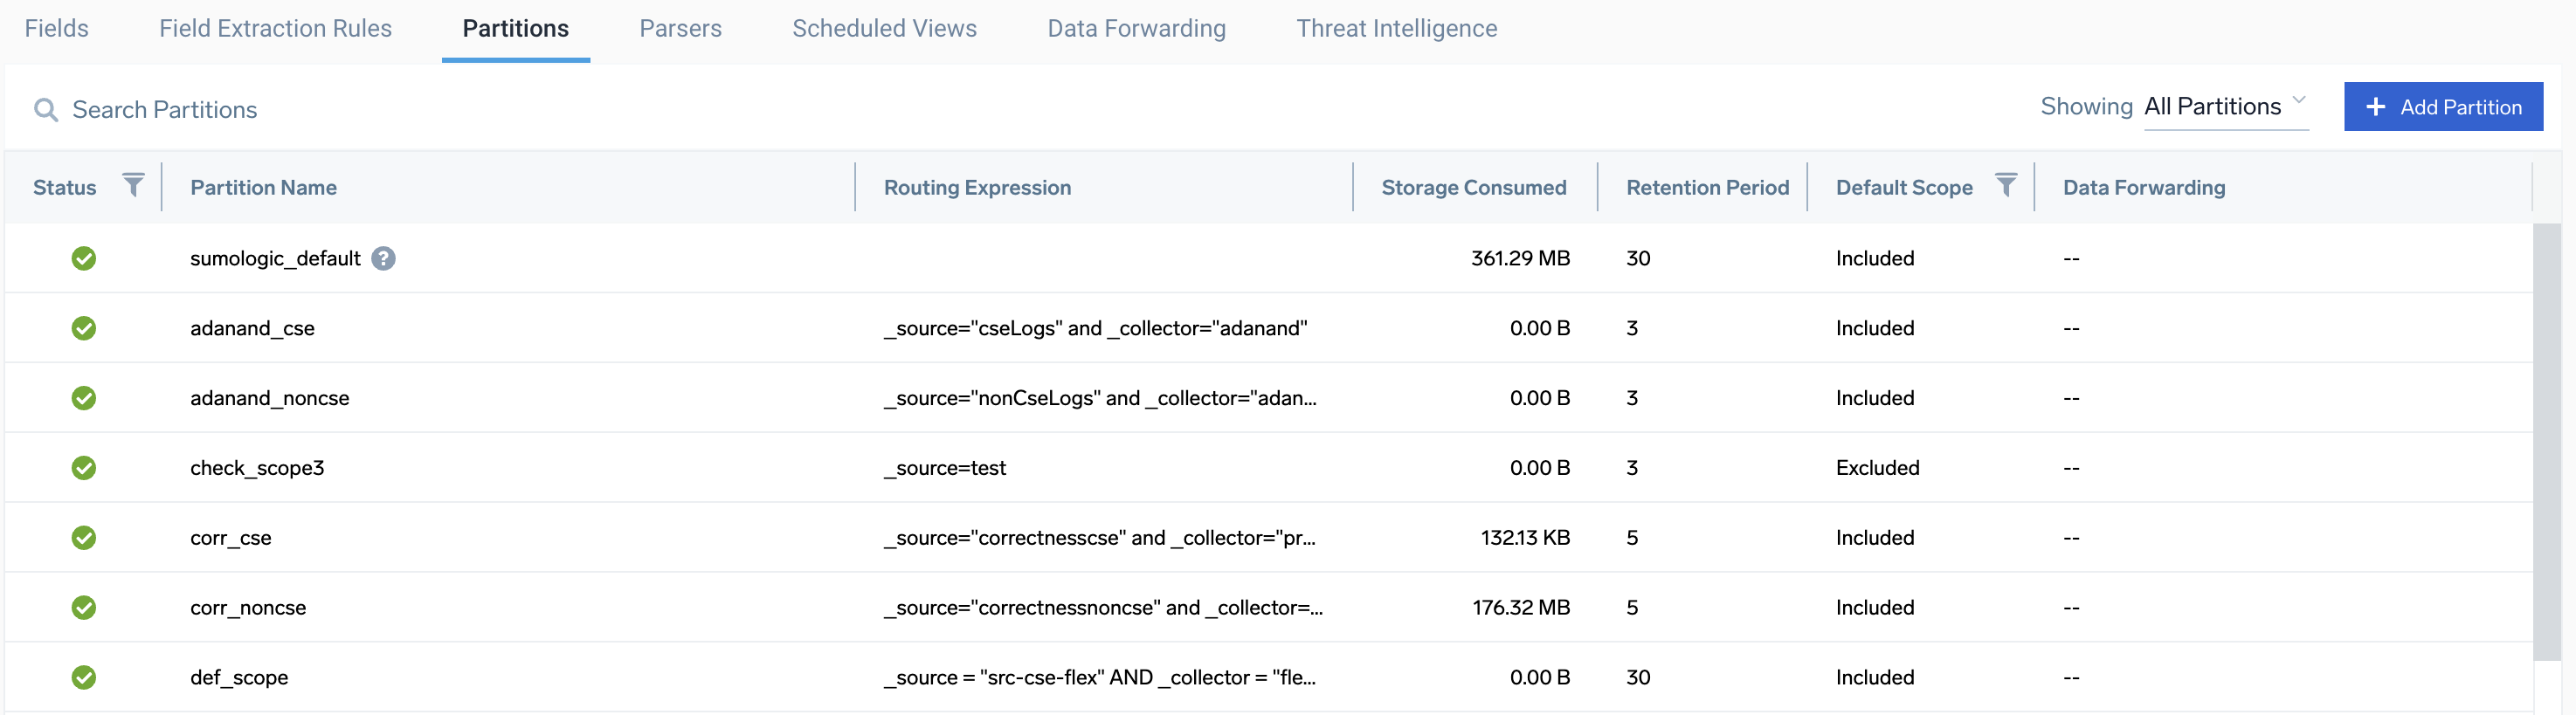 Fields Field Extraction Rules Partitions Parsers Scheduled Views Data Forwarding Threat Intelligence
Search Partitions Showing All Partitions + Add Partition
Status Partition Name Routing Expression Storage Consumed Retention Period Default Scope Data Forwarding
sumologic_default ? 361.29 MB 30 Included --
adanand_cse _source="cseLogs" and _collector="adanand" 0.00 B 3 Included --
adanand_noncse _source="nonCseLogs" and _collector="adan... 0.00 B 3 Included --
check_scope3 _source=test 0.00 B 3 Excluded --
corr_cse _source="correctnesscse" and _collector="pr... 132.13 KB 5 Included --
corr_noncse _source="correctnessnoncse" and _collector=... 176.32 MB 5 Included --
def_scope _source = "src-cse-flex" AND _collector = "fle... 0.00 B 30 Included --